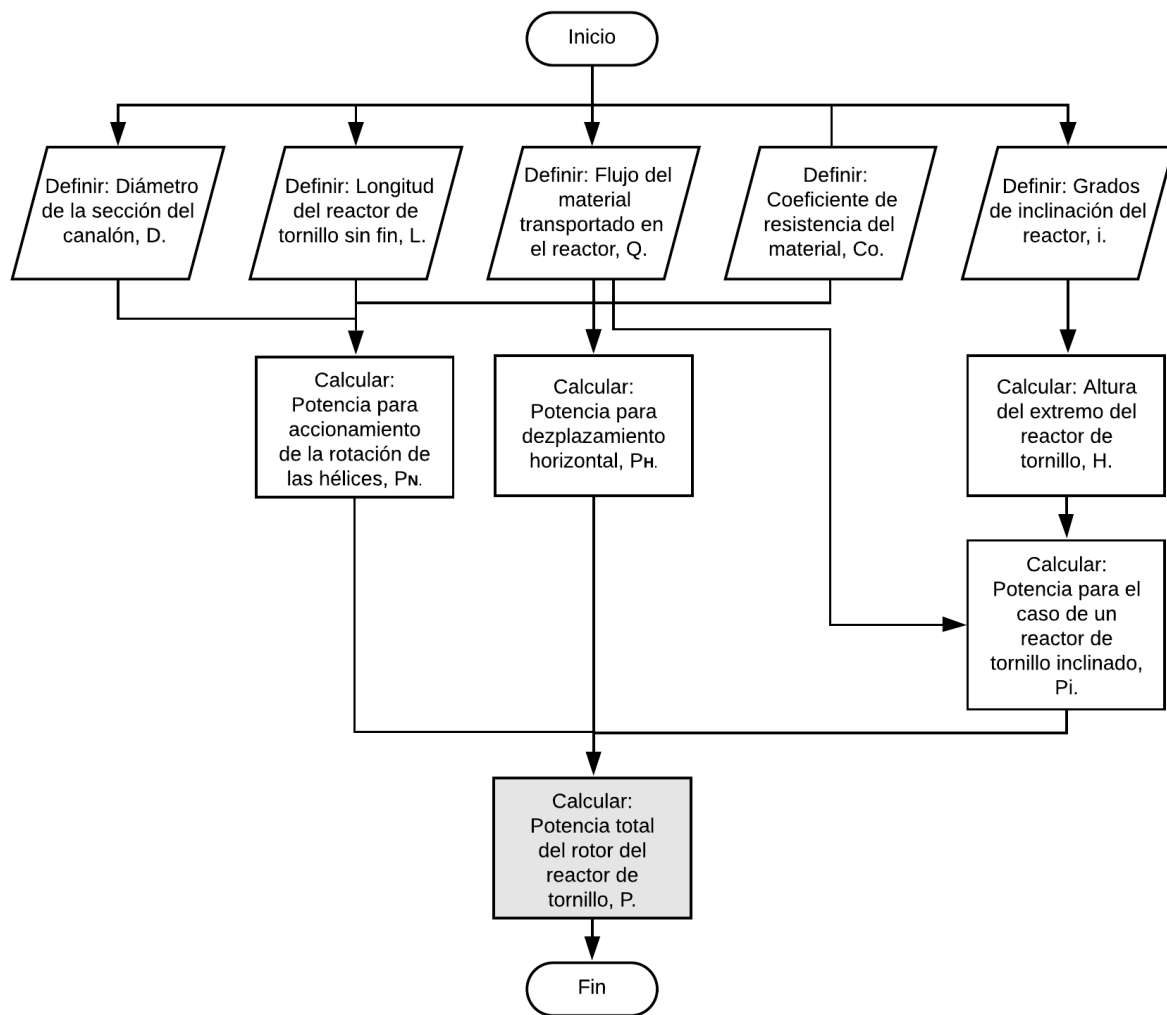 Inicio
Definir: Diámetro
de la sección del
canalón, D.
Definir: Longitud
del reactor de
tornillo sin fin, L.
Definir: Flujo del
material
transportado en
el reactor, Q.
Definir:
Coeficiente de
resistencia del
material, Co.
Definir: Grados
de inclinación del
reactor, i.
Calcular:
Potencia para
accionamiento
de la rotación de
las hélices, PN.
Calcular:
Potencia para
dezplazamiento
horizontal, PH.
Calcular: Altura
del extremo del
reactor de
tornillo, H.
Calcular:
Potencia para el
caso de un
reactor de
tornillo inclinado,
Pi.
Calcular:
Potencia total
del rotor del
reactor de
tornillo, P.
Fin